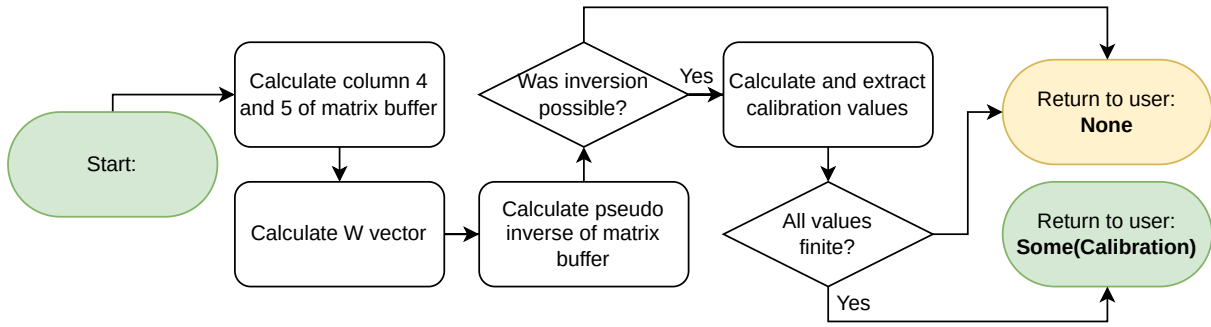 Start:
Calculate column 4
and 5 of matrix buffer
Calculate W vector
Calculate pseudo
inverse of matrix
buffer
Was inversion
possible?
Yes
Calculate and extract
calibration values
All values
finite?
Yes
Return to user:
None
Return to user:
Some(Calibration)